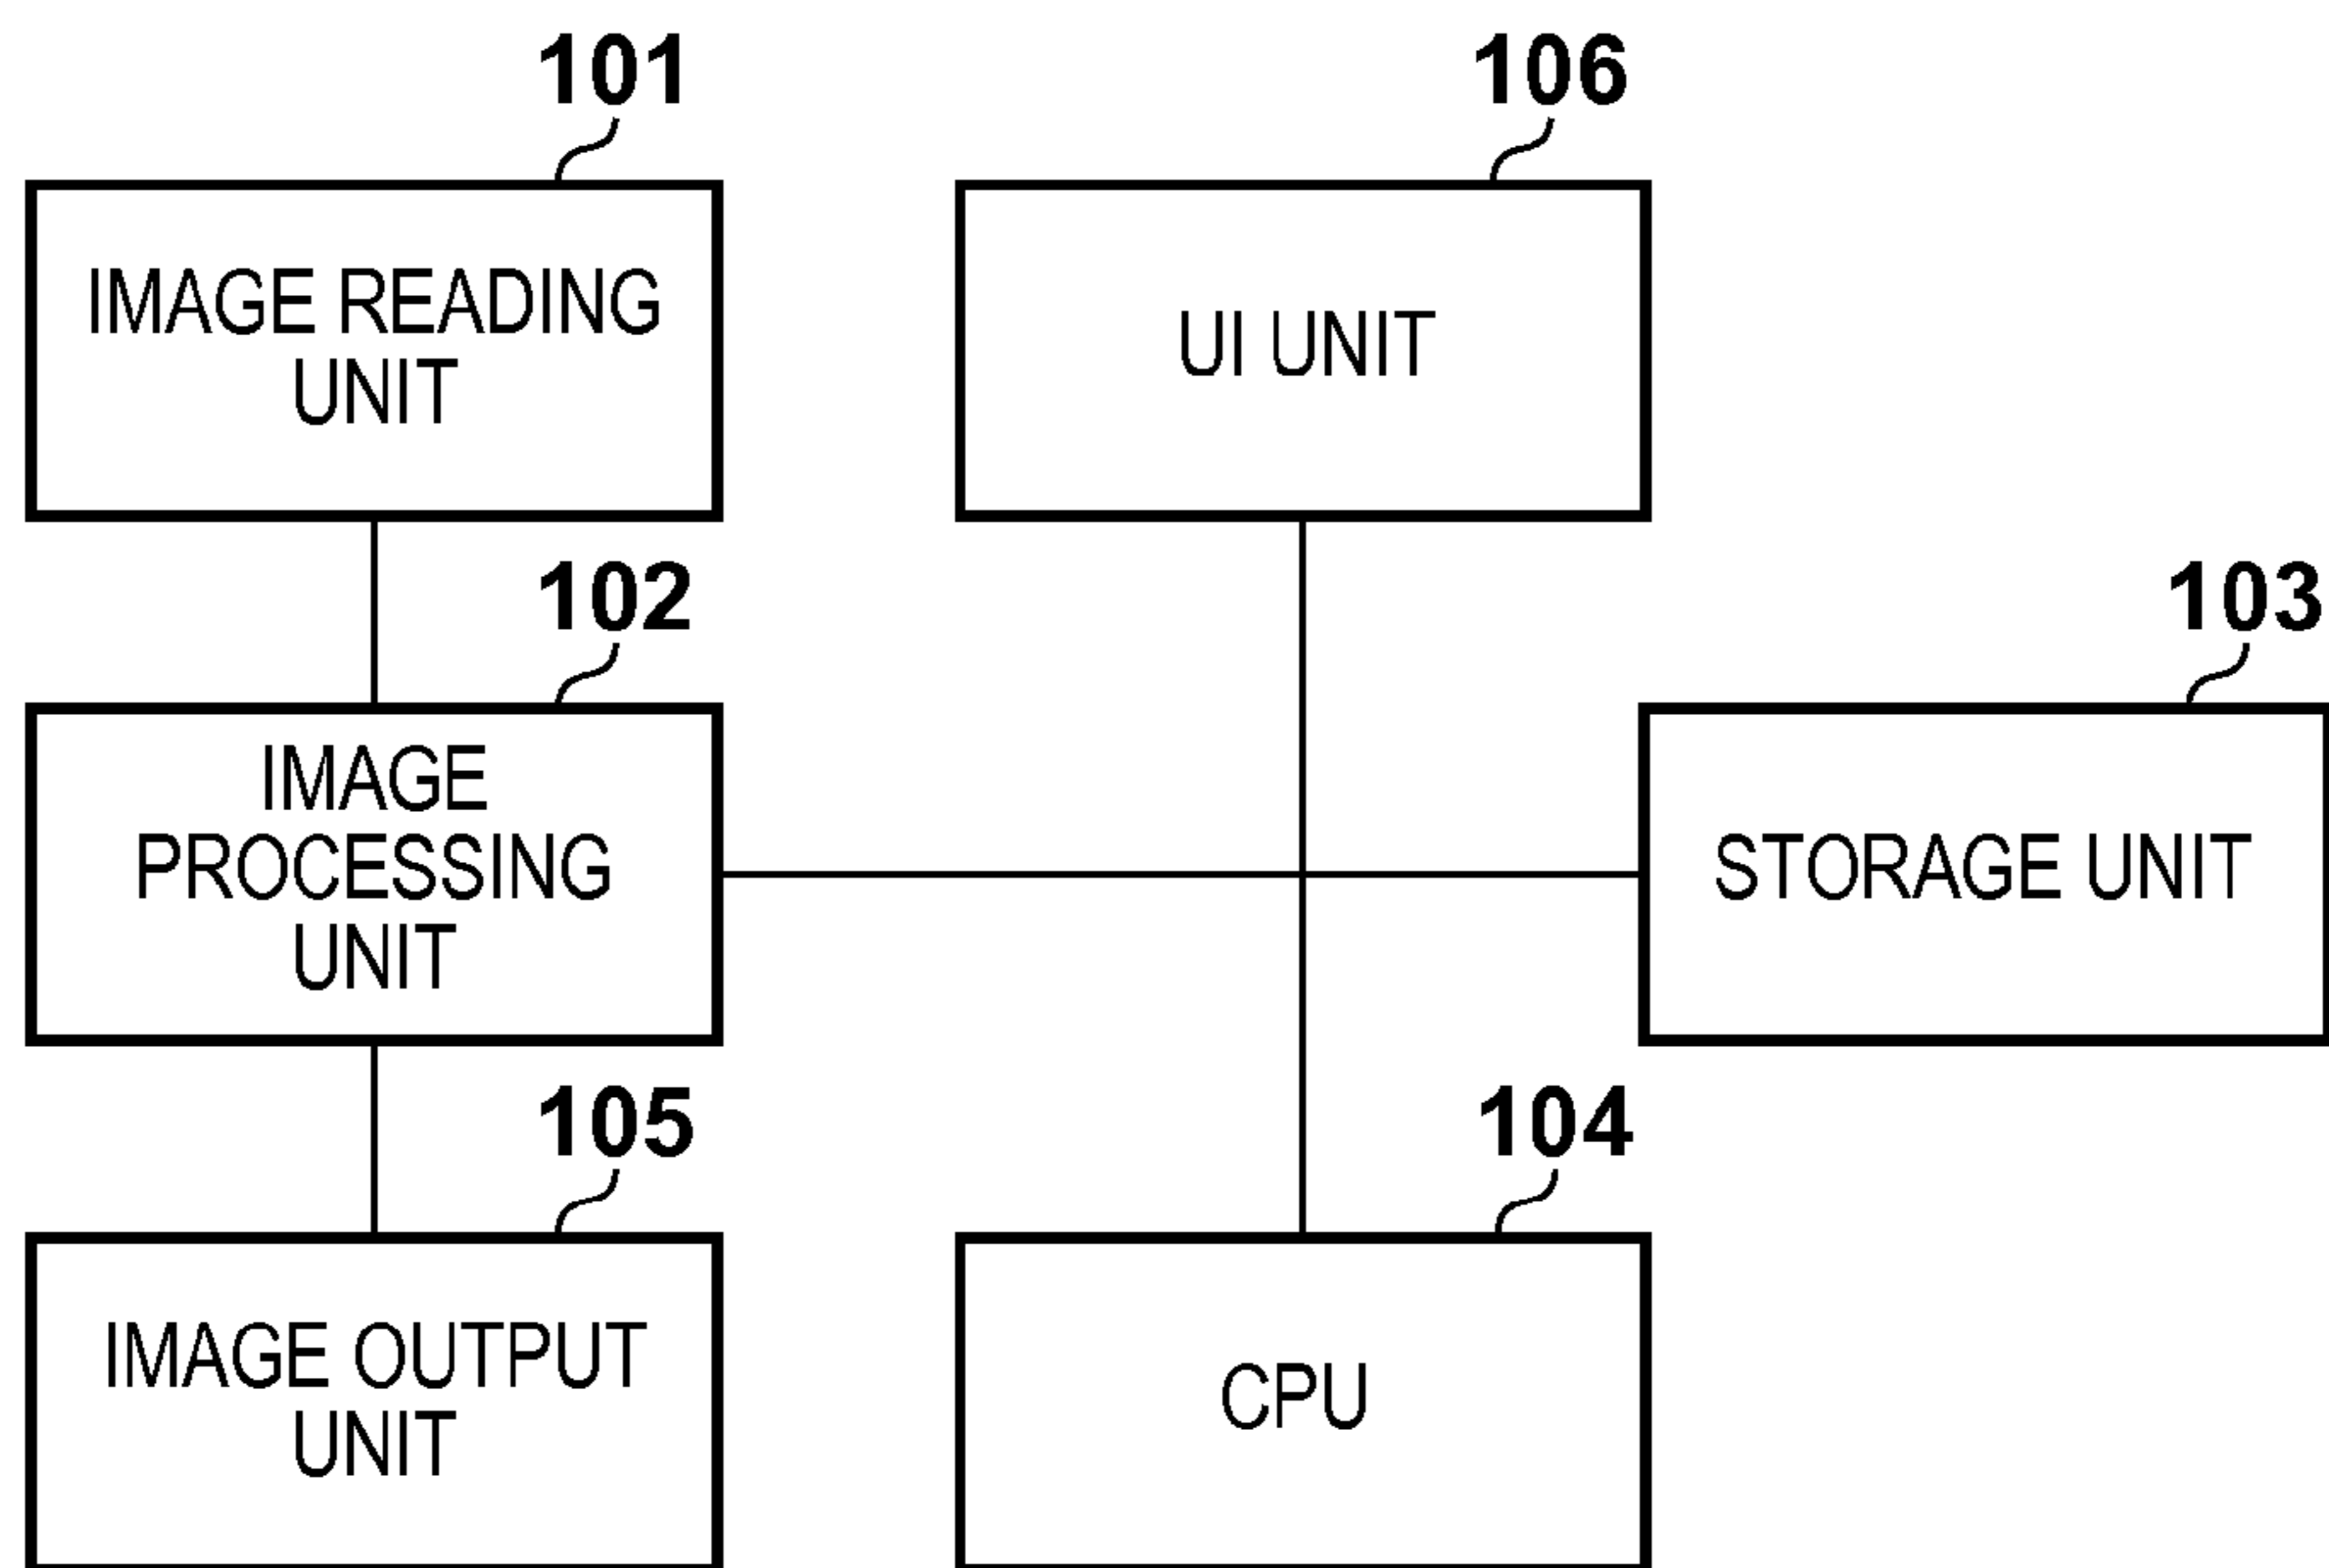 101
IMAGE READING
UNIT
106
UI UNIT
102
IMAGE
PROCESSING
UNIT
103
STORAGE UNIT
105
IMAGE OUTPUT
UNIT
104
CPU